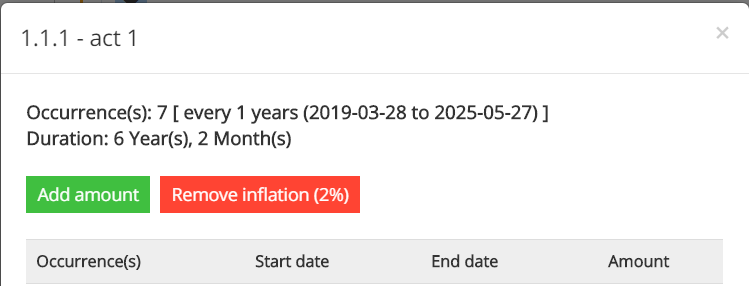 1.1.1 - act 1
×
Occurrence(s): 7 [ every 1 years (2019-03-28 to 2025-05-27) ]
Duration: 6 Year(s), 2 Month(s)
Add amount Remove inflation (2%)
Occurrence(s) Start date End date Amount